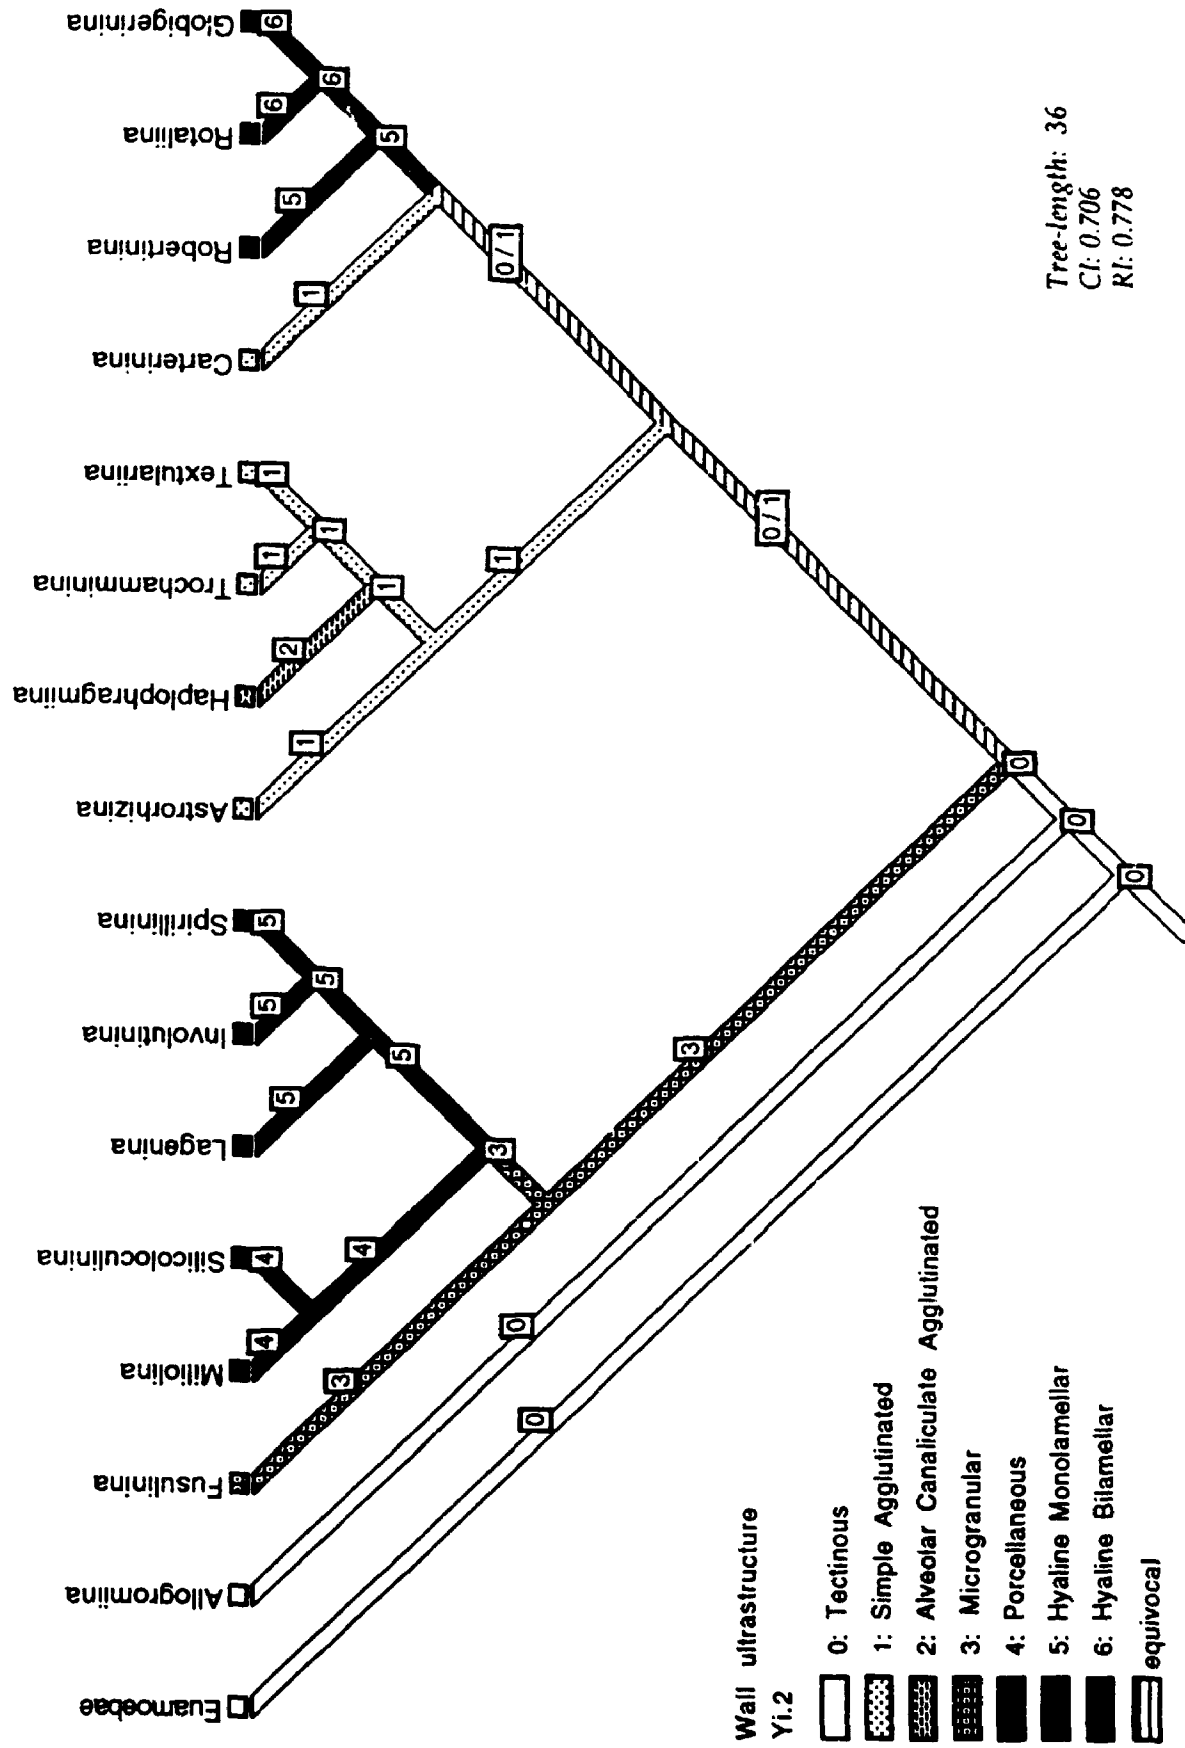 Euamoebae
Allogromiina
Fusulinina
Miliolina
Silicoloculinina
Lagenina
Involutinina
Spirillinina
Astrorhizina
Haplophragmiina
Trochamminina
Textulariina
Carterinina
Robertinina
Rotaliina
Globigerinina
0
0
3
4
4
4
5
5
5
5
5
3
3
0
0
0
1
2
1
1
1
1
1
0/1
0/1
1
5
5
6
6
6
Wall ultrastructure
Yi.2
0: Tectinous
1: Simple Agglutinated
2: Alveolar Canaliculate Agglutinated
3: Microgranular
4: Porcellaneous
5: Hyaline Monolamellar
6: Hyaline Bilamellar
equivocal
Tree-length: 36
CI: 0.706
RI: 0.778